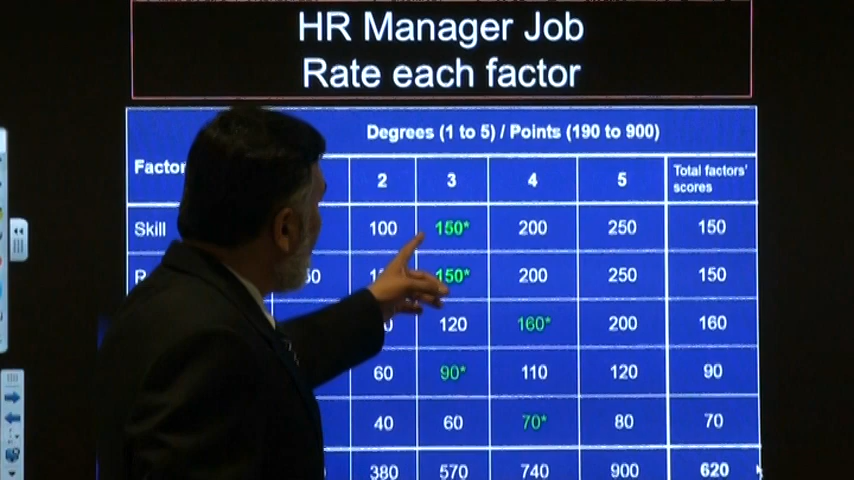 HR Manager Job
Rate each factor
Degrees (1 to 5) / Points (190 to 900)
2 3 4 5 Total factors'
scores
Skill 100 150* 200 250 150
150* 200 250 150
120 160* 200 160
60 90* 110 120 90
40 60 70* 80 70
380 570 740 900 620